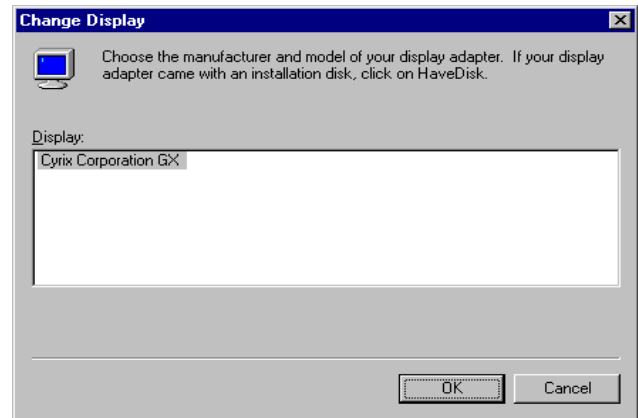 Change Display
Choose the manufacturer and model of your display adapter. If your display
adapter came with an installation disk, click on HaveDisk.
Display:
Cyrix Corporation GX
OK
Cancel